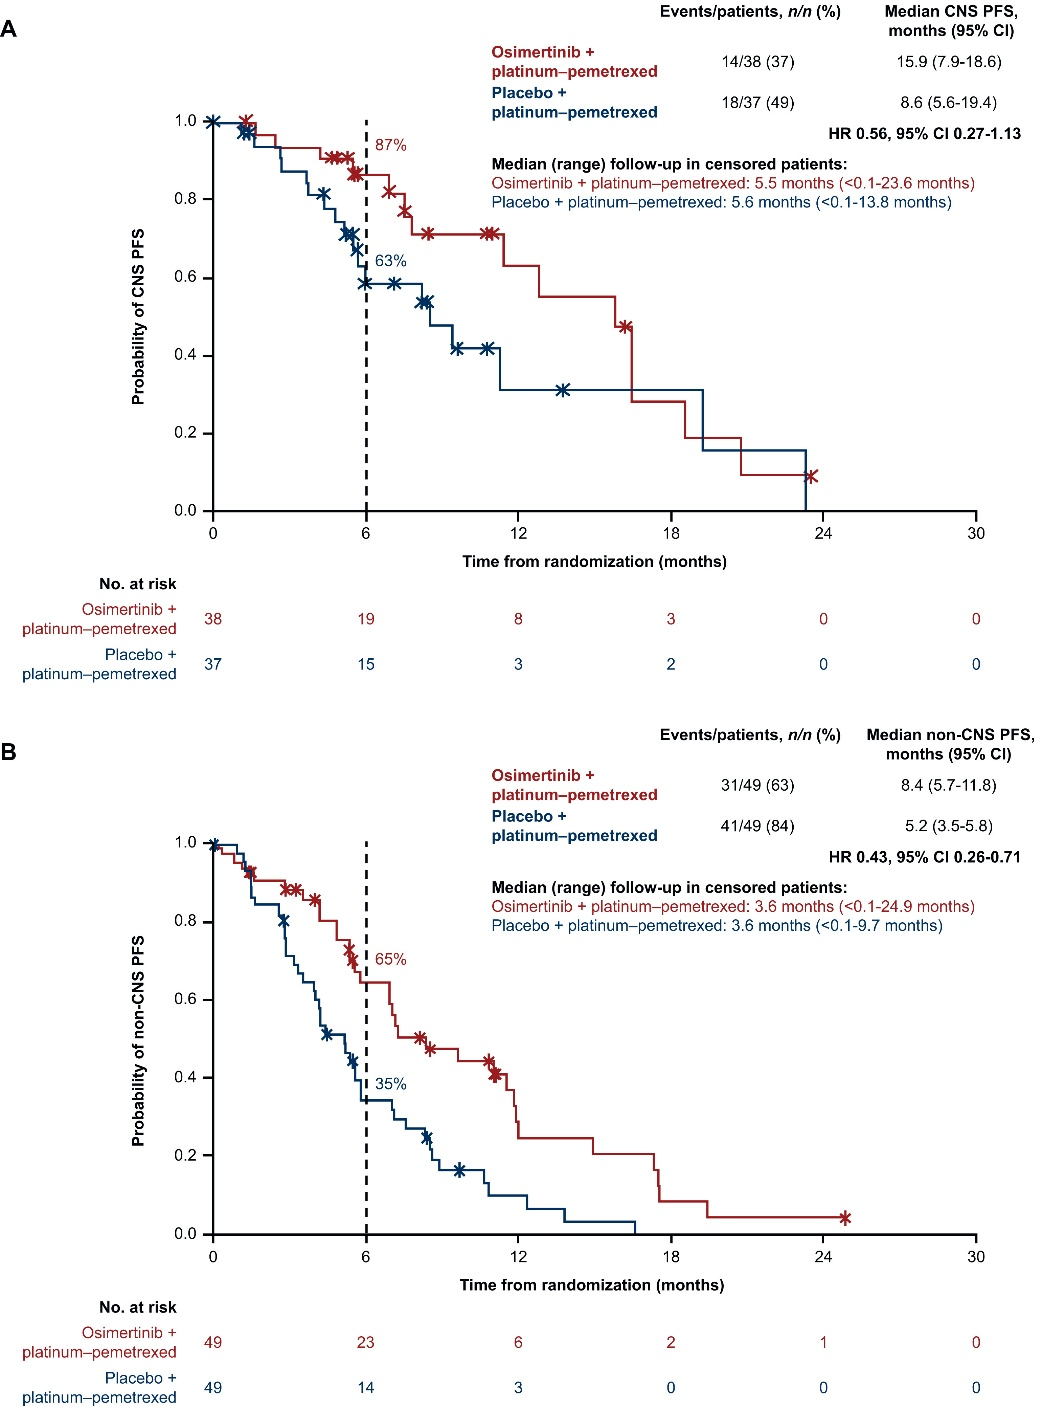 A
Events/patients, n/n (%) Median CNS PFS,
months (95% CI)
Osimertinib +
platinum–pemetrexed 14/38 (37) 15.9 (7.9-18.6)
Placebo +
platinum–pemetrexed 18/37 (49) 8.6 (5.6-19.4)
HR 0.56, 95% CI 0.27-1.13
Median (range) follow-up in censored patients:
Osimertinib + platinum–pemetrexed: 5.5 months (<0.1-23.6 months)
Placebo + platinum–pemetrexed: 5.6 months (<0.1-13.8 months)
Probability of CNS PFS
1.0
0.8
0.6
0.4
0.2
0.0
87%
63%
0 6 12 18 24 30
Time from randomization (months)
No. at risk
Osimertinib +
platinum–pemetrexed 38 19 8 3 0 0
Placebo +
platinum–pemetrexed 37 15 3 2 0 0
B
Events/patients, n/n (%) Median non-CNS PFS,
months (95% CI)
Osimertinib +
platinum–pemetrexed 31/49 (63) 8.4 (5.7-11.8)
Placebo +
platinum–pemetrexed 41/49 (84) 5.2 (3.5-5.8)
HR 0.43, 95% CI 0.26-0.71
Median (range) follow-up in censored patients:
Osimertinib + platinum–pemetrexed: 3.6 months (<0.1-24.9 months)
Placebo + platinum–pemetrexed: 3.6 months (<0.1-9.7 months)
Probability of non-CNS PFS
1.0
0.8
0.6
0.4
0.2
0.0
65%
35%
0 6 12 18 24 30
Time from randomization (months)
No. at risk
Osimertinib +
platinum–pemetrexed 49 23 6 2 1 0
Placebo +
platinum–pemetrexed 49 14 3 0 0 0